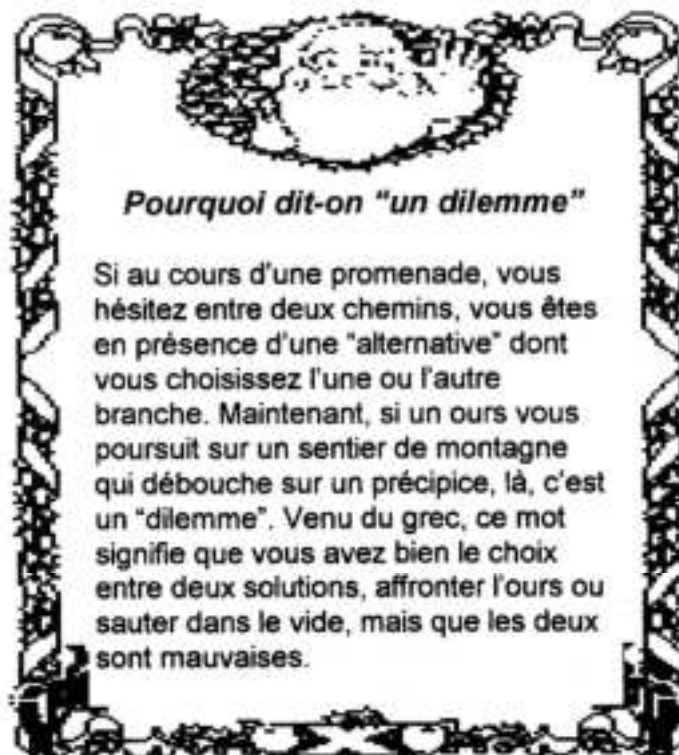 Pourquoi dit-on "un dilemme"
Si au cours d'une promenade, vous
hésitez entre deux chemins, vous êtes
en présence d'une "alternative" dont
vous choisissez l'une ou l'autre
branche. Maintenant, si un ours vous
poursuit sur un sentier de montagne
qui débouche sur un précipice, là, c'est
un "dilemme". Venu du grec, ce mot
signifie que vous avez bien le choix
entre deux solutions, affronter l'ours ou
sauter dans le vide, mais que les deux
sont mauvaises.